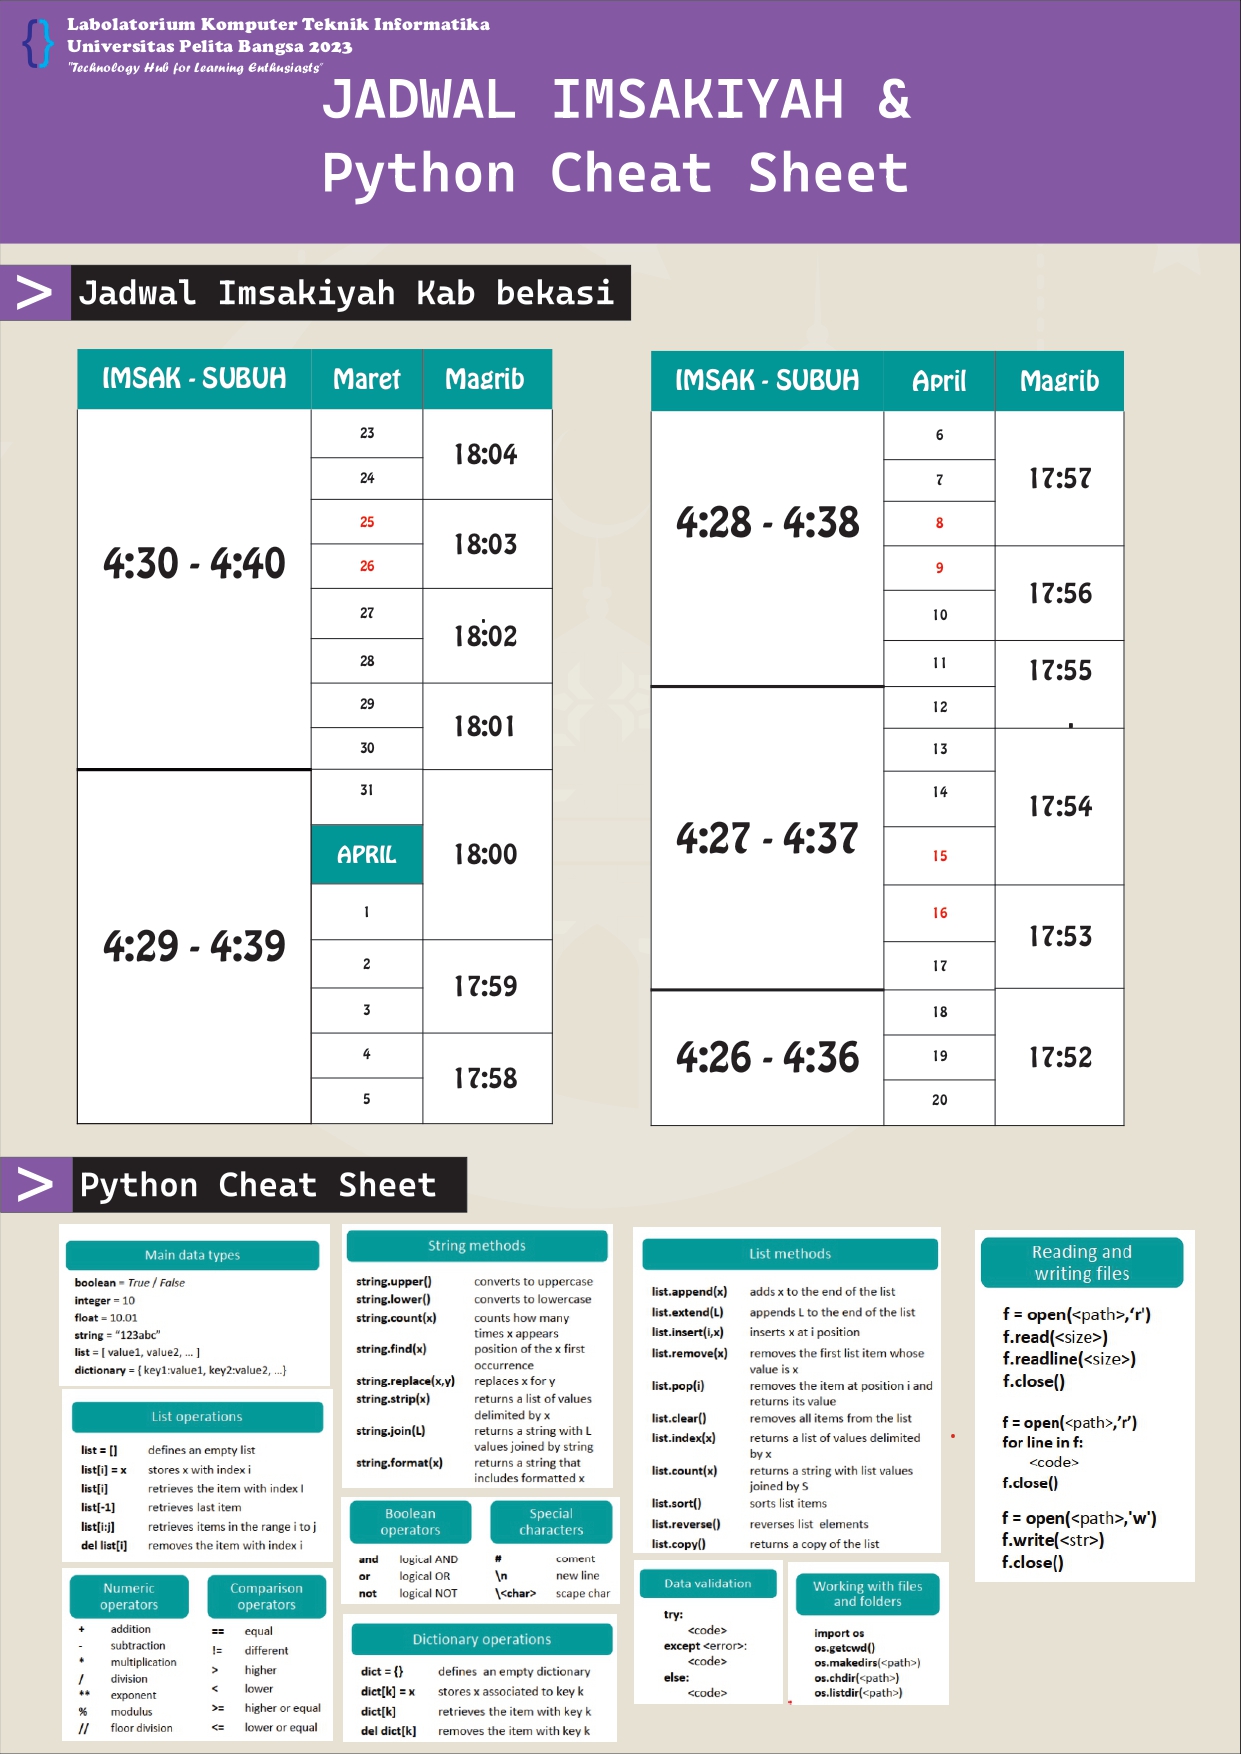 Labolatorium Komputer Teknik Informatika
Universitas Pelita Bangsa 2023
"Technology Hub for Learning Enthusiasts"
JADWAL IMSAKIYAH &
Python Cheat Sheet
> Jadwal Imsakiyah Kab bekasi
IMSAK - SUBUH Maret Magrib
4:30 - 4:40
23
24
18:04
25
26
18:03
27
28
18:02
29
30
18:01
4:29 - 4:39
31
APRIL
1
18:00
2
3
17:59
4
5
17:58
IMSAK - SUBUH April Magrib
4:28 - 4:38
6
7
8
17:57
9
10
17:56
11
12
17:55
4:27 - 4:37
13
14
15
17:54
16
17
17:53
4:26 - 4:36
18
19
20
17:52
> Python Cheat Sheet
Main data types
boolean = True / False
integer = 10
float = 10.01
string = "123abc"
list = [ value1, value2, ... ]
dictionary = { key1:value1, key2:value2, ...}
List operations
list = [] defines an empty list
list[i] = x stores x with index i
list[i] retrieves the item with index I
list[-1] retrieves last item
list[i:j] retrieves items in the range i to j
del list[i] removes the item with index i
Numeric
operators
+ addition
- subtraction
* multiplication
/ division
** exponent
% modulus
// floor division
Comparison
operators
== equal
!= different
> higher
< lower
>= higher or equal
<= lower or equal
String methods
string.upper() converts to uppercase
string.lower() converts to lowercase
string.count(x) counts how many
times x appears
string.find(x) position of the x first
occurrence
string.replace(x,y) replaces x for y
string.strip(x) returns a list of values
delimited by x
string.join(L) returns a string with L
values joined by string
string.format(x) returns a string that
includes formatted x
Boolean
operators
and logical AND
or logical OR
not logical NOT
Special
characters
# coment
\n new line
\<char> scape char
Dictionary operations
dict = {} defines an empty dictionary
dict[k] = x stores x associated to key k
dict[k] retrieves the item with key k
del dict[k] removes the item with key k
List methods
list.append(x) adds x to the end of the list
list.extend(L) appends L to the end of the list
list.insert(i,x) inserts x at i position
list.remove(x) removes the first list item whose
value is x
list.pop(i) removes the item at position i and
returns its value
list.clear() removes all items from the list
list.index(x) returns a list of values delimited
by x
list.count(x) returns a string with list values
joined by S
list.sort() sorts list items
list.reverse() reverses list elements
list.copy() returns a copy of the list
Data validation
try:
<code>
except <error>:
<code>
else:
<code>
Working with files
and folders
import os
os.getcwd()
os.makedirs(<path>)
os.chdir(<path>)
os.listdir(<path>)
Reading and
writing files
f = open(<path>,‘r')
f.read(<size>)
f.readline(<size>)
f.close()
f = open(<path>,’r’)
for line in f:
<code>
f.close()
f = open(<path>,'w')
f.write(<str>)
f.close()